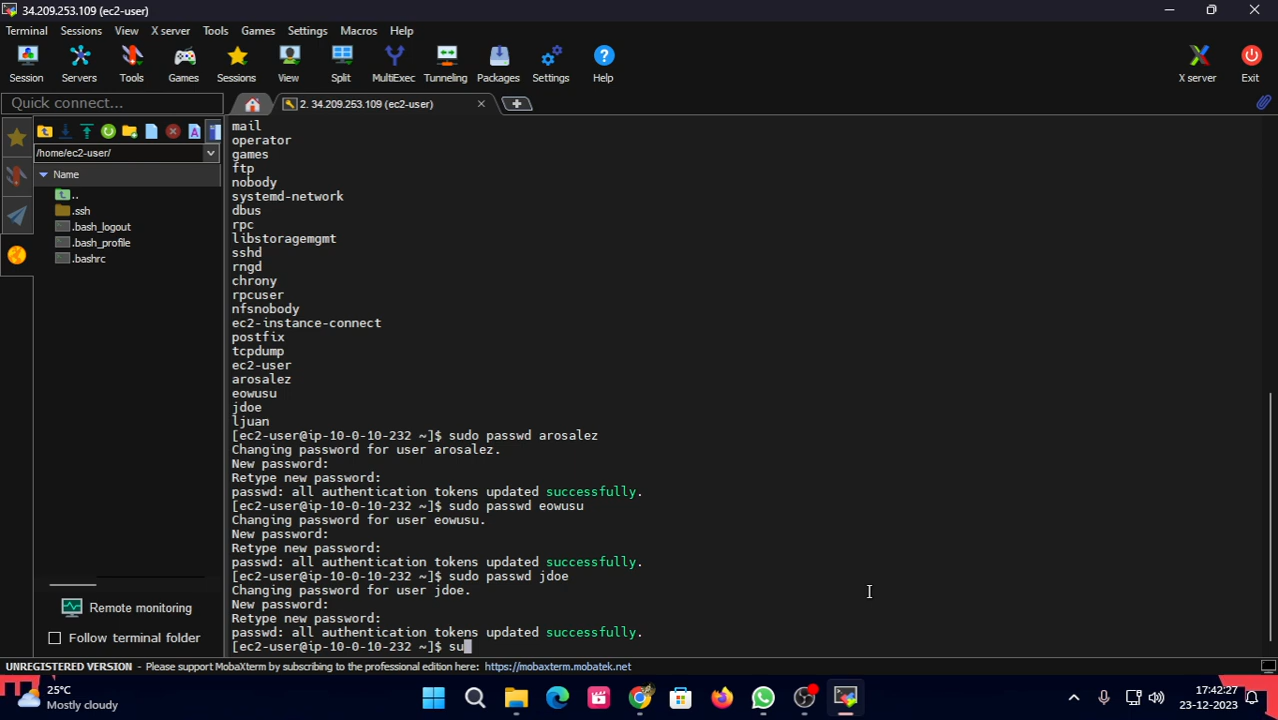 34.209.253.109 (ec2-user)
Terminal Sessions View X server Tools Games Settings Macros Help
Session Servers Tools Games Sessions View Split MultiExec Tunneling Packages Settings Help X server Exit
Quick connect...
2. 34.209.253.109 (ec2-user)
/home/ec2-user/
Name
..
.ssh
.bash_logout
.bash_profile
.bashrc
mail
operator
games
ftp
nobody
systemd-network
dbus
rpc
libstoragemgmt
sshd
rngd
chrony
rpcuser
nfsnobody
ec2-instance-connect
postfix
tcpdump
ec2-user
arosalez
eowusu
jdoe
ljuan
[ec2-user@ip-10-0-10-232 ~]$ sudo passwd arosalez
Changing password for user arosalez.
New password:
Retype new password:
passwd: all authentication tokens updated successfully.
[ec2-user@ip-10-0-10-232 ~]$ sudo passwd eowusu
Changing password for user eowusu.
New password:
Retype new password:
passwd: all authentication tokens updated successfully.
[ec2-user@ip-10-0-10-232 ~]$ sudo passwd jdoe
Changing password for user jdoe.
New password:
Retype new password:
passwd: all authentication tokens updated successfully.
[ec2-user@ip-10-0-10-232 ~]$ su
Remote monitoring
Follow terminal folder
UNREGISTERED VERSION - Please support MobaXterm by subscribing to the professional edition here: https://mobaxterm.mobatek.net
25°C
Mostly cloudy
17:42:27
23-12-2023